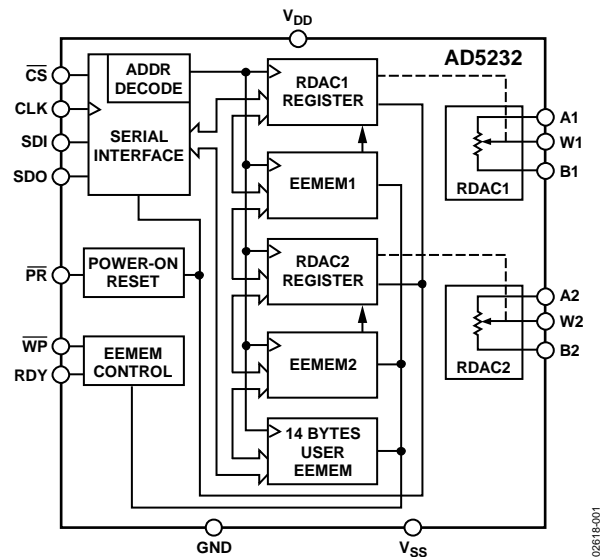 VDD
AD5232
CS
CLK
SDI
SDO
ADDR
DECODE
SERIAL
INTERFACE
PR
POWER-ON
RESET
WP
RDY
EEMEM
CONTROL
RDAC1
REGISTER
EEMEM1
RDAC2
REGISTER
EEMEM2
14 BYTES
USER
EEMEM
A1
W1
B1
RDAC1
A2
W2
B2
RDAC2
GND
VSS
02618-001